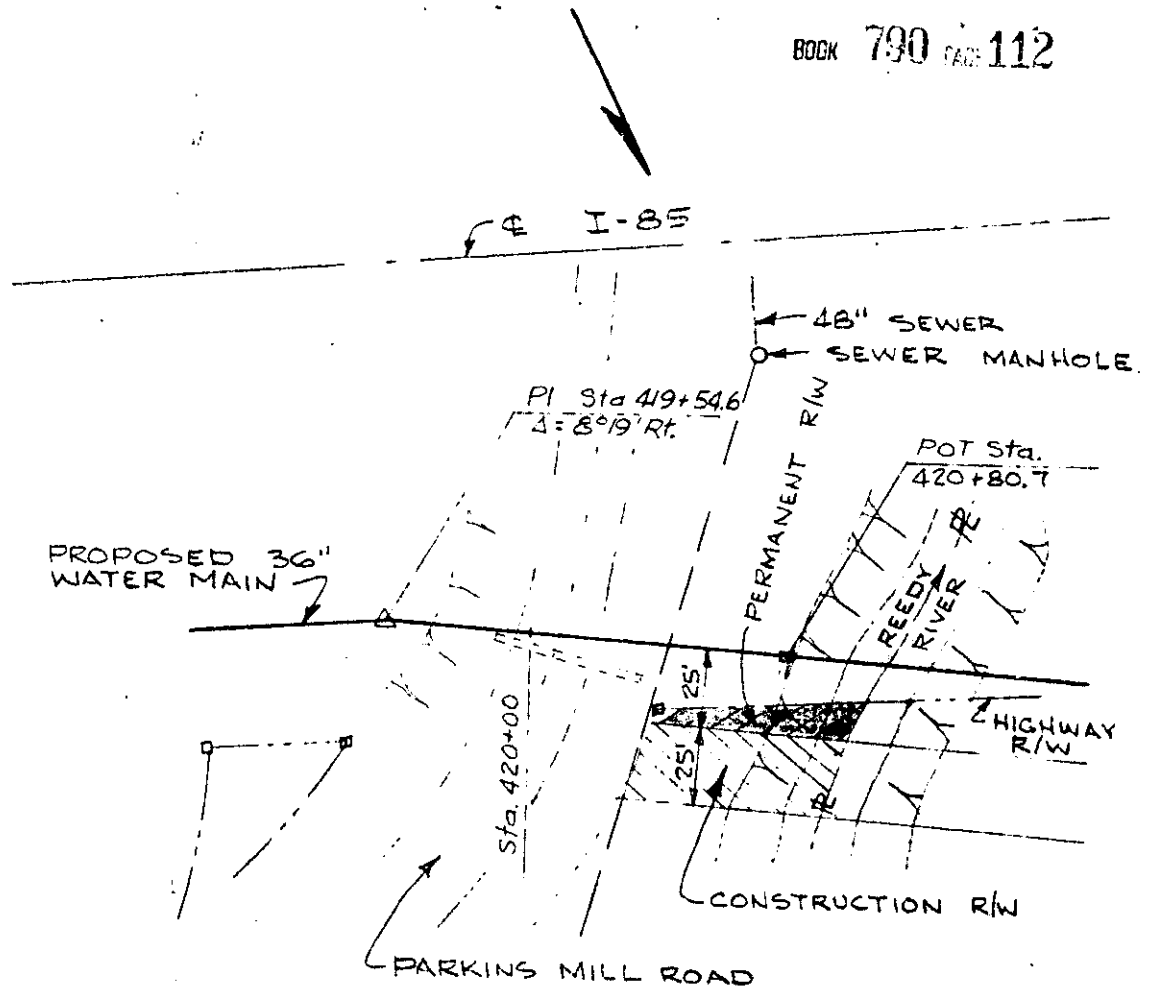 BOOK 790 PAGE 112
℄ I-85
48" SEWER
SEWER MANHOLE
PI Sta 419+54.6
Δ = 8°19' Rt.
PERMANENT R/W
POT Sta.
420+80.7
PROPOSED 36"
WATER MAIN
REEDY
RIVER
℄
25'
25'
HIGHWAY
R/W
Sta. 420+00
CONSTRUCTION R/W
PARKINS MILL ROAD